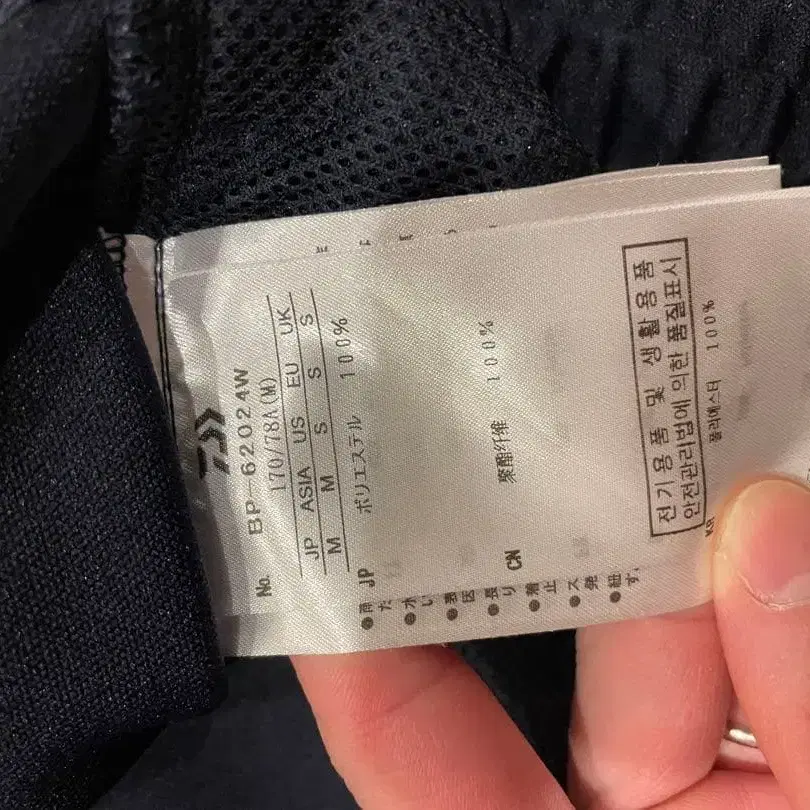 No. BP-62024W
170/78A(M)
JP ASIA US EU UK
M M S S S
JP
ポリエステル 100%
CN
聚酯纤维 100%
전기용품 및 생활용품
안전관리법에 의한 품질표시
KR
폴리에스터 100%